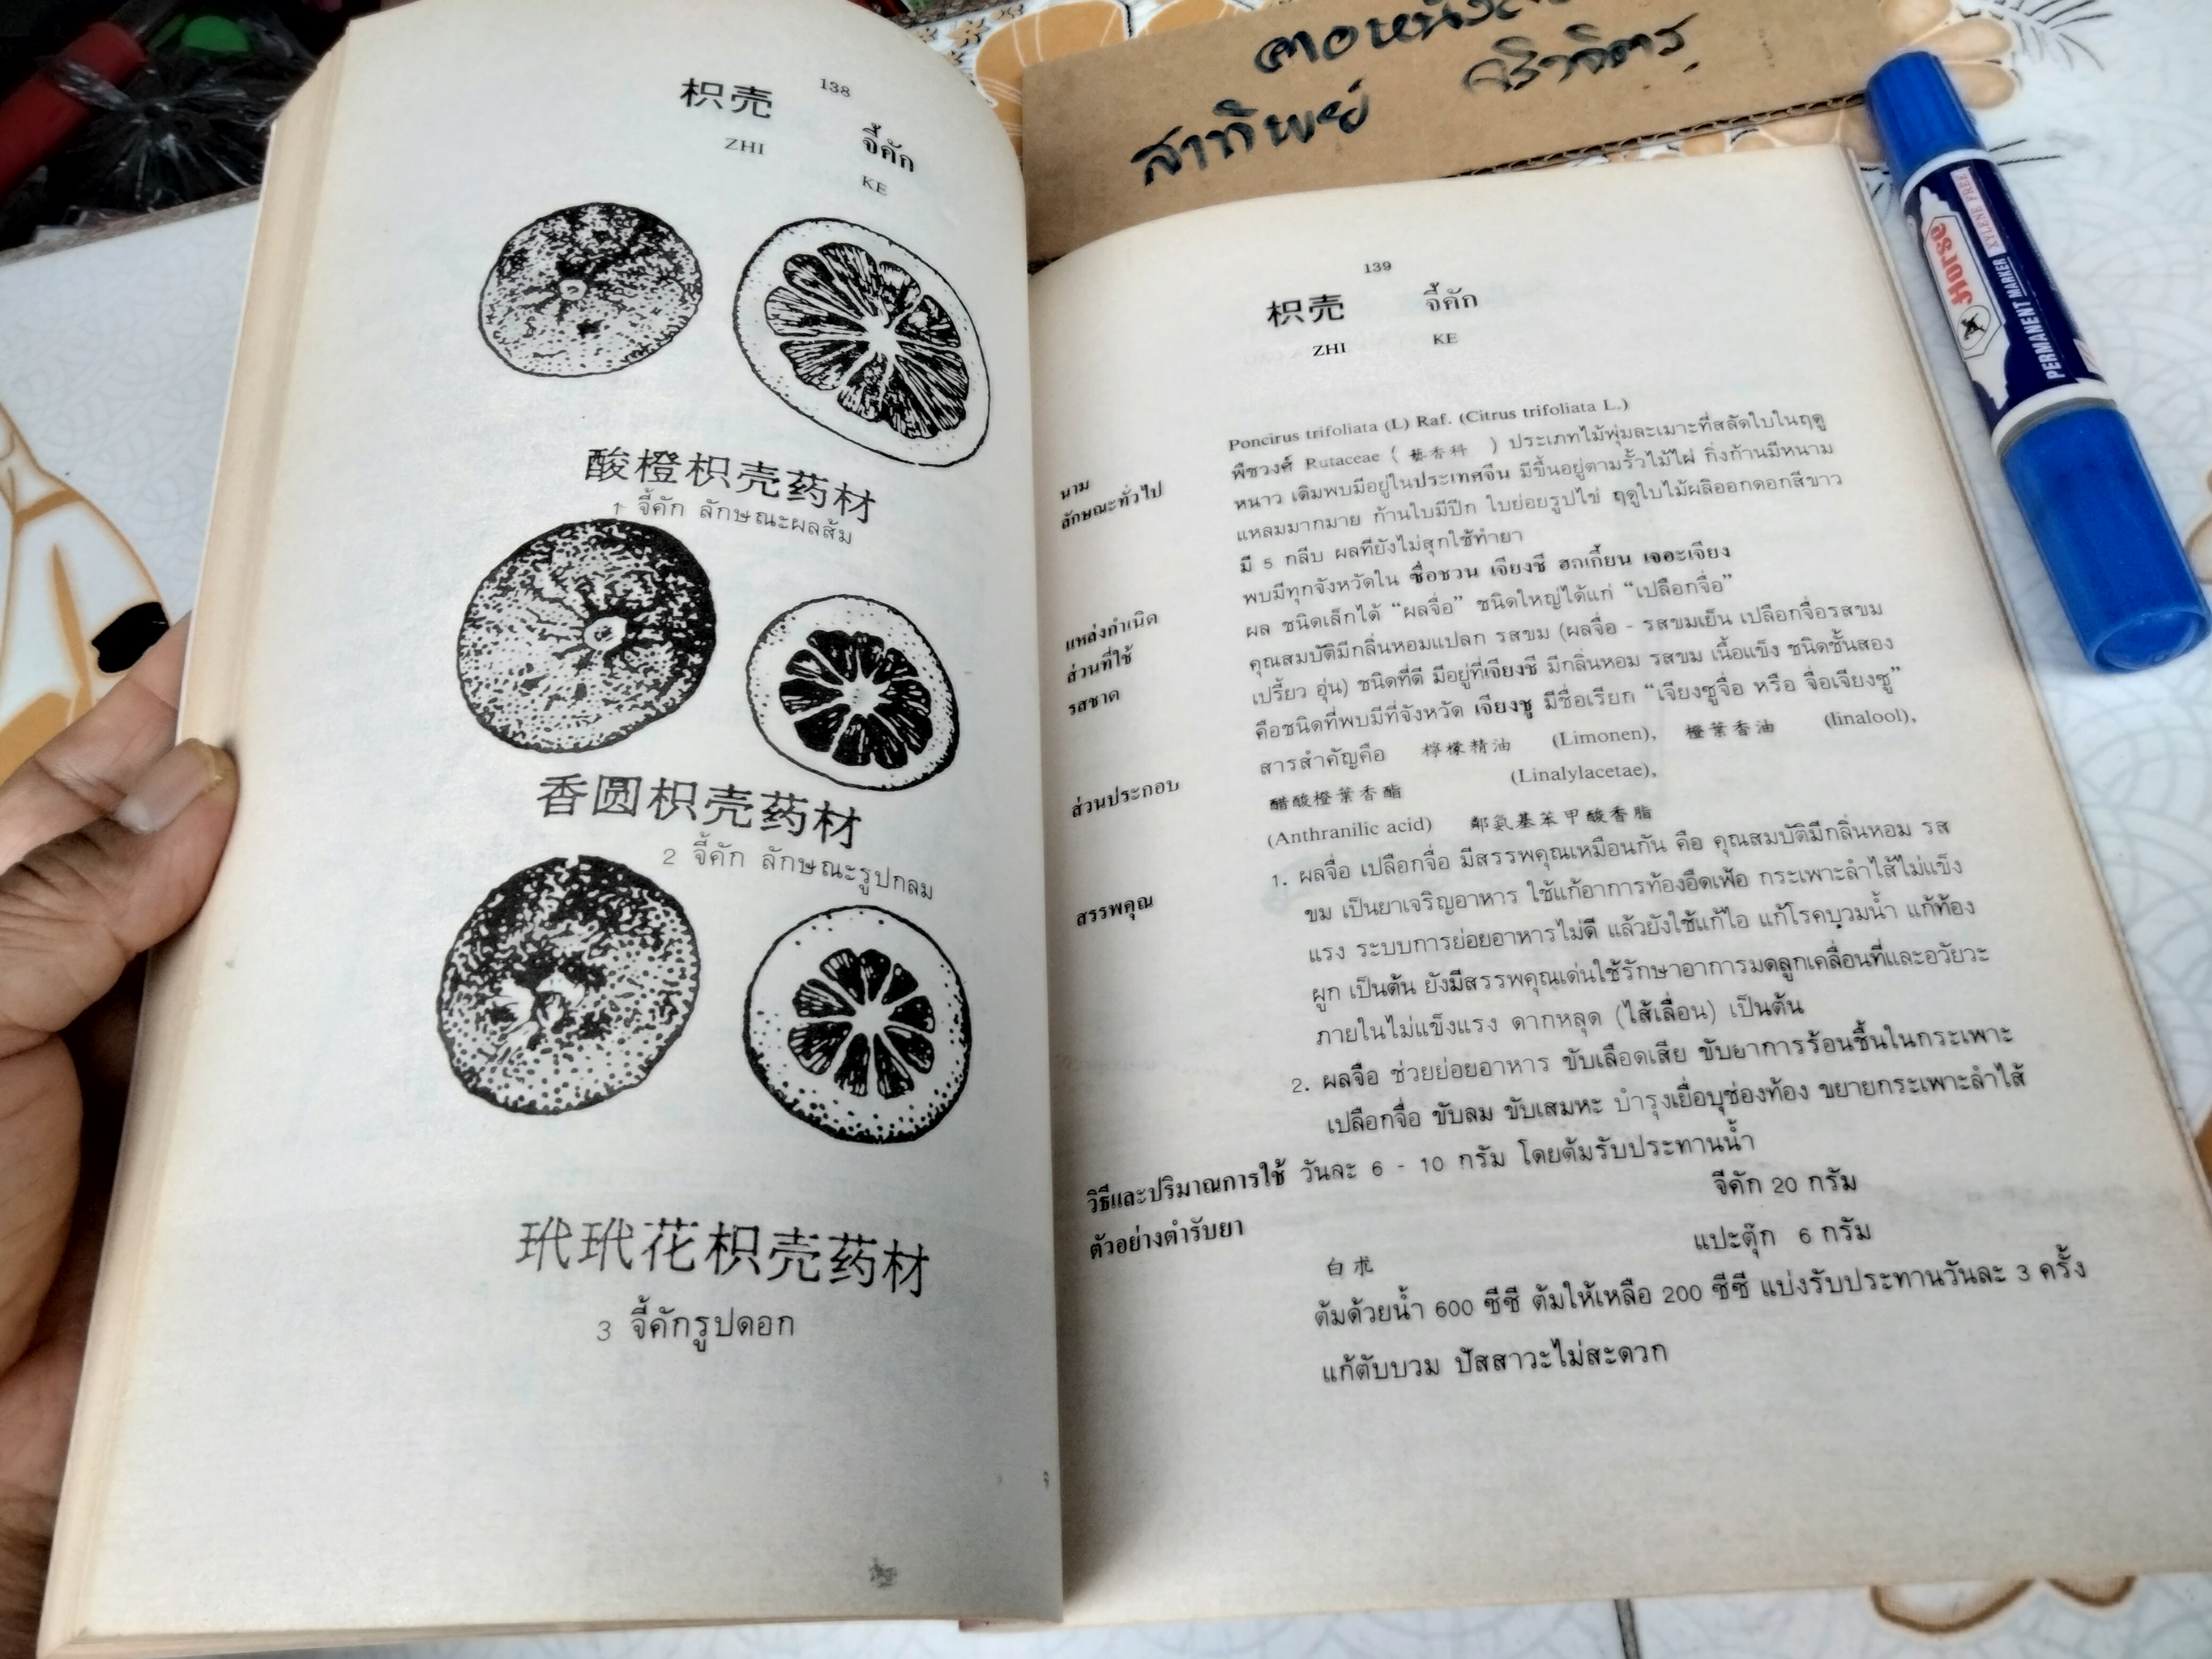 138
枳壳 จี้คัก
ZHI KE
酸橙枳壳药材
1 จี้คัก ลักษณะผลส้ม
香圆枳壳药材
2 จี้คัก ลักษณะรูปกลม
玳玳花枳壳药材
3 จี้คักรูปดอก
139
枳壳 จี้คัก
ZHI KE
นาม Poncirus trifoliata (L) Raf. (Citrus trifoliata L.)
ลักษณะทั่วไป พืชวงศ์ Rutaceae ( 藝香科 ) ประเภทไม้พุ่มละเมาะที่สลัดใบในฤดู
หนาว เดิมพบมีอยู่ในประเทศจีน มีขึ้นอยู่ตามรั้วไม้ไผ่ กิ่งก้านมีหนาม
แหลมมากมาย ก้านใบมีปีก ใบย่อยรูปไข่ ฤดูใบไม้ผลิออกดอกสีขาว
มี 5 กลีบ ผลที่ยังไม่สุกใช้ทำยา
แหล่งกำเนิด พบมีทุกจังหวัดใน ซื่อชวน เจียงซี ฮกเกี้ยน เจอะเจียง
ส่วนที่ใช้ ผล ชนิดเล็กได้ “ผลจื่อ” ชนิดใหญ่ได้แก่ “เปลือกจื่อ”
รสชาด คุณสมบัติมีกลิ่นหอมแปลก รสขม (ผลจื่อ - รสขมเย็น เปลือกจื่อรสขม
เปรี้ยว อุ่น) ชนิดที่ดี มีอยู่ที่เจียงซี มีกลิ่นหอม รสขม เนื้อแข็ง ชนิดชั้นสอง
คือชนิดที่พบมีที่จังหวัด เจียงซู มีชื่อเรียก “เจียงซูจื่อ หรือ จื่อเจียงซู”
ส่วนประกอบ สารสำคัญคือ 檸檬精油 (Limonen), 橙葉香油 (linalool),
醋酸橙葉香酯 (Linalylacetae),
(Anthranilic acid) 鄰氨基苯甲酸香脂
สรรพคุณ 1. ผลจื่อ เปลือกจื่อ มีสรรพคุณเหมือนกัน คือ คุณสมบัติมีกลิ่นหอม รส
ขม เป็นยาเจริญอาหาร ใช้แก้อาการท้องอืดเฟ้อ กระเพาะลำไส้ไม่แข็ง
แรง ระบบการย่อยอาหารไม่ดี แล้วยังใช้แก้ไอ แก้โรคบวมน้ำ แก้ท้อง
ผูก เป็นต้น ยังมีสรรพคุณเด่นใช้รักษาอาการมดลูกเคลื่อนที่และอวัยวะ
ภายในไม่แข็งแรง ดากหลุด (ไส้เลื่อน) เป็นต้น
2. ผลจื่อ ช่วยย่อยอาหาร ขับเลือดเสีย ขับอาการร้อนชื้นในกระเพาะ
เปลือกจื่อ ขับลม ขับเสมหะ บำรุงเยื่อบุช่องท้อง ขยายกระเพาะลำไส้
วิธีและปริมาณการใช้ วันละ 6 - 10 กรัม โดยต้มรับประทานน้ำ
ตัวอย่างตำรับยา จี้คัก 20 กรัม
白朮 แปะตุ๊ก 6 กรัม
ต้มด้วยน้ำ 600 ซีซี ต้มให้เหลือ 200 ซีซี แบ่งรับประทานวันละ 3 ครั้ง
แก้ตับบวม ปัสสาวะไม่สะดวก
สาทิพย์
Horse
XYLENE FREE
PERMANENT MARKER